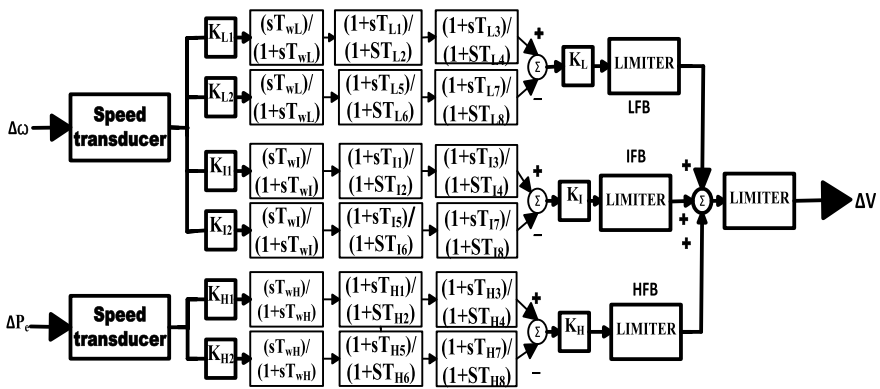 K_L1 (sT_wL)/ (1+sT_L1)/ (1+sT_L3)/ +
(1+sT_wL) (1+ST_L2) (1+ST_L4) Σ K_L LIMITER
K_L2 (sT_wL)/ (1+sT_L5)/ (1+sT_L7)/ −
(1+sT_wL) (1+ST_L6) (1+ST_L8) LFB
Δω Speed
transducer
K_I1 (sT_wI)/ (1+sT_I1)/ (1+sT_I3)/ + IFB +
(1+sT_wI) (1+ST_I2) (1+ST_I4) Σ K_I LIMITER + Σ LIMITER ΔV
K_I2 (sT_wI)/ (1+sT_I5)/ (1+sT_I7)/ − +
(1+sT_wI) (1+ST_I6) (1+ST_I8)
ΔP_e Speed
transducer
K_H1 (sT_wH)/ (1+sT_H1)/ (1+sT_H3)/ + HFB
(1+sT_wH) (1+ST_H2) (1+ST_H4) Σ K_H LIMITER
K_H2 (sT_wH)/ (1+sT_H5)/ (1+sT_H7)/ −
(1+sT_wH) (1+ST_H6) (1+ST_H8)